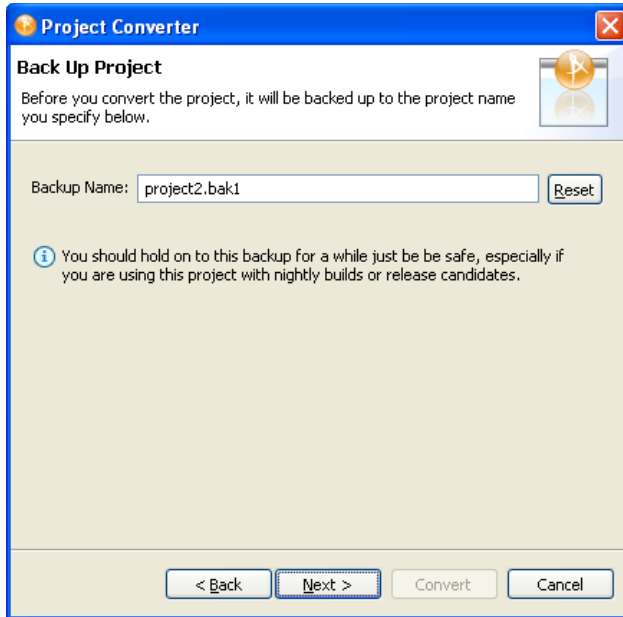 Project Converter
Back Up Project
Before you convert the project, it will be backed up to the project name
you specify below.
Backup Name: project2.bak1 Reset
You should hold on to this backup for a while just be be safe, especially if
you are using this project with nightly builds or release candidates.
< Back Next > Convert Cancel